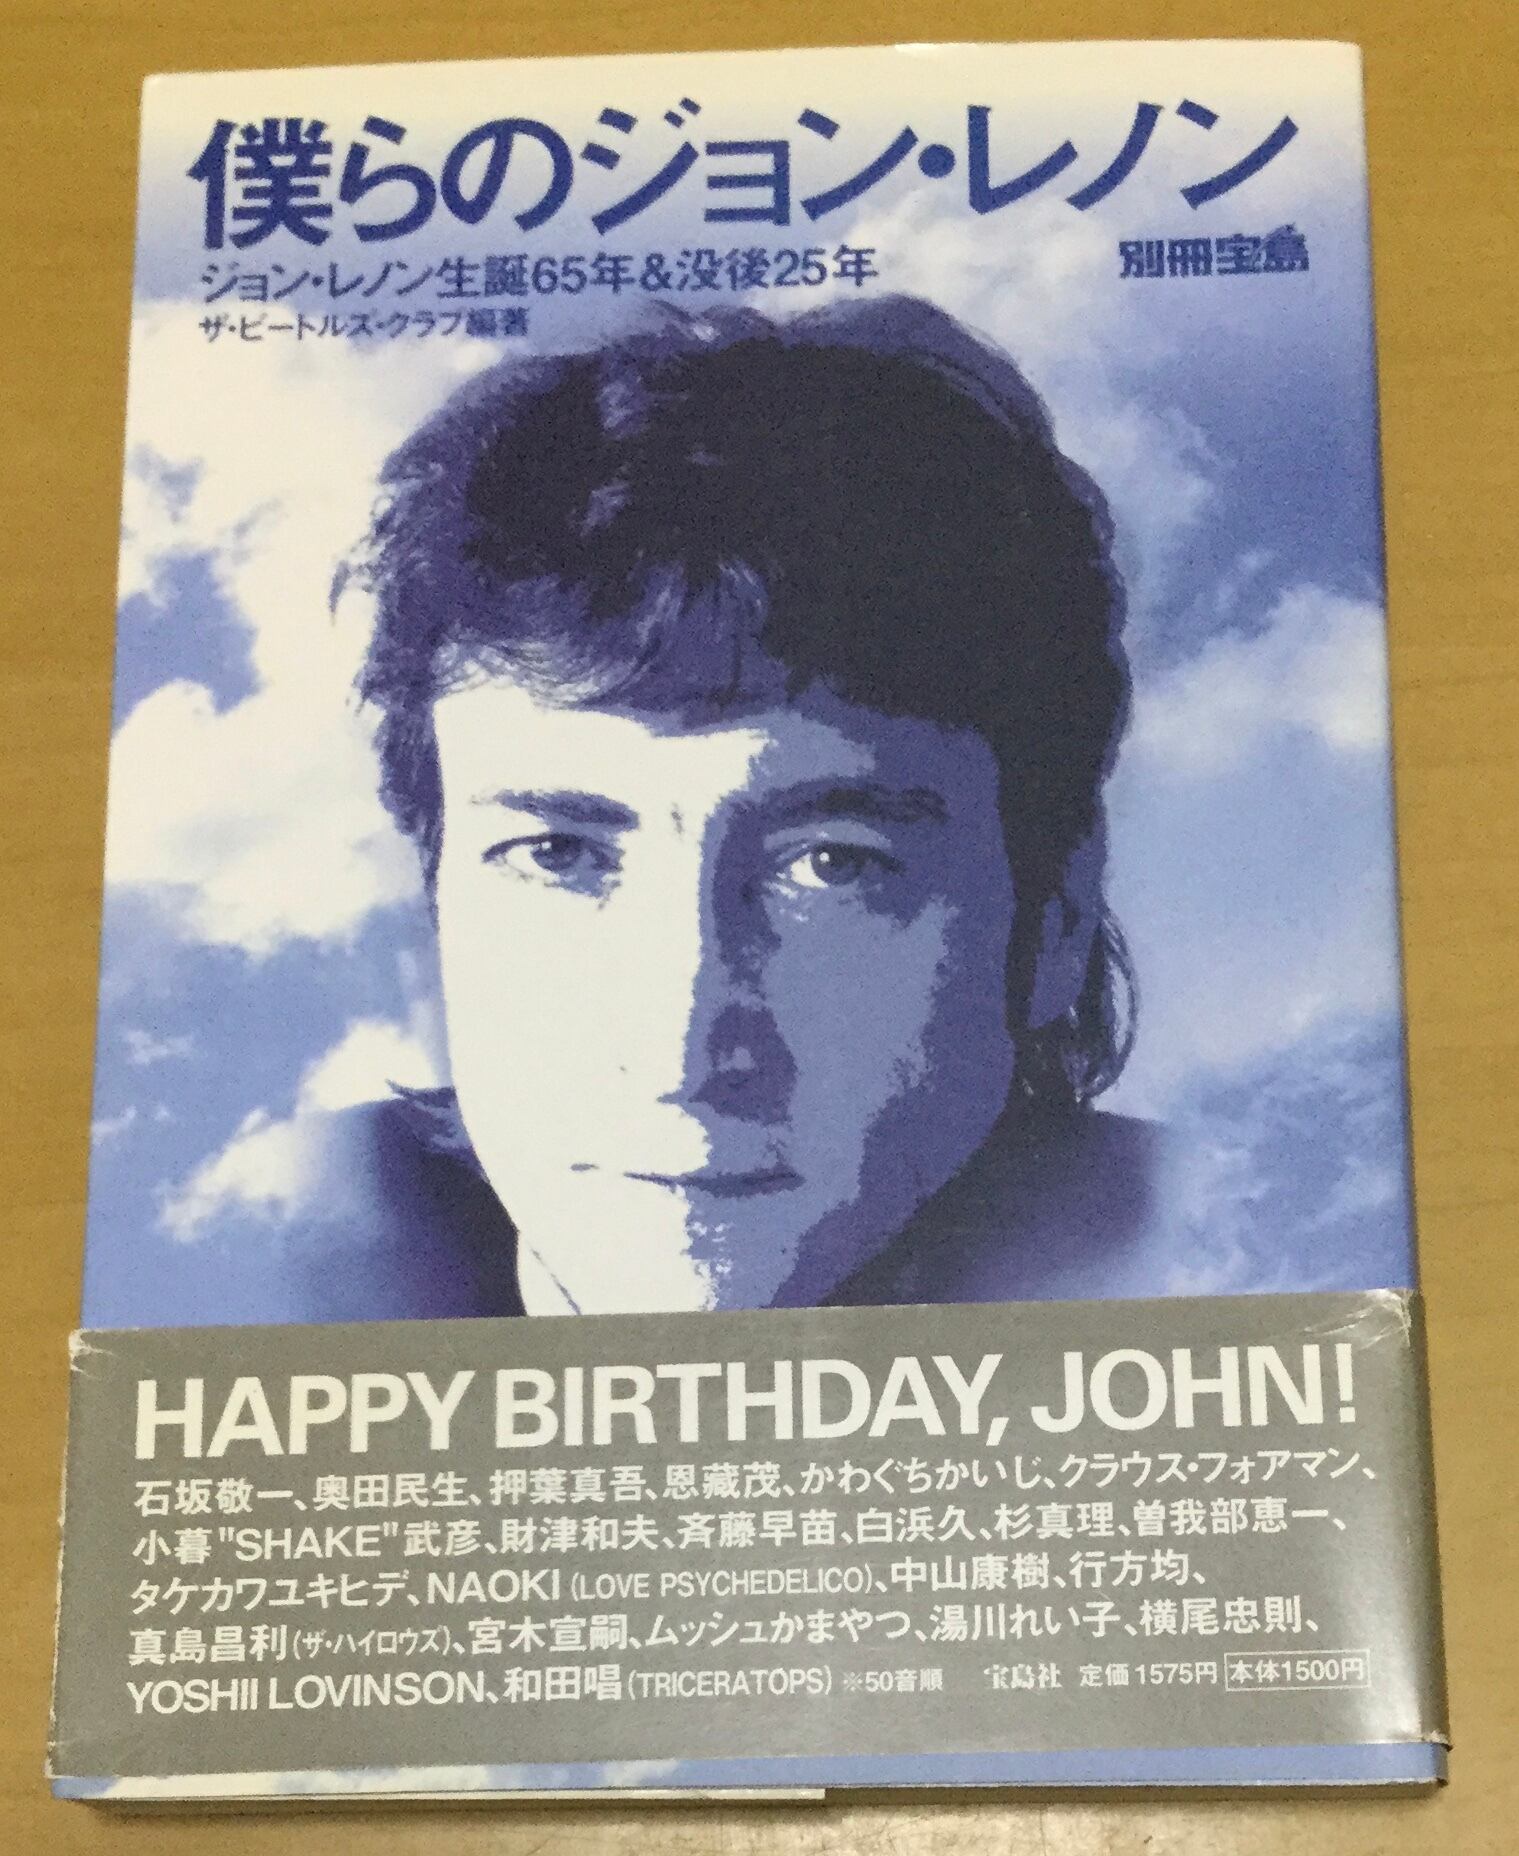 僕らのジョン・レノン
別冊宝島
ジョン・レノン生誕65年&没後25年
ザ・ビートルズ・クラブ編著
HAPPY BIRTHDAY, JOHN!
石坂敬一、奥田民生、押葉真吾、恩藏茂、かわぐちかいじ、クラウス・フォアマン、
小暮"SHAKE"武彦、財津和夫、斉藤早苗、白浜久、杉真理、曽我部恵一、
タケカワユキヒデ、NAOKI(LOVE PSYCHEDELICO)、中山康樹、行方均、
真島昌利(ザ・ハイロウズ)、宮木宣嗣、ムッシュかまやつ、湯川れい子、横尾忠則、
YOSHII LOVINSON、和田唱(TRICERATOPS) ※50音順 宝島社 定価1575円 本体1500円